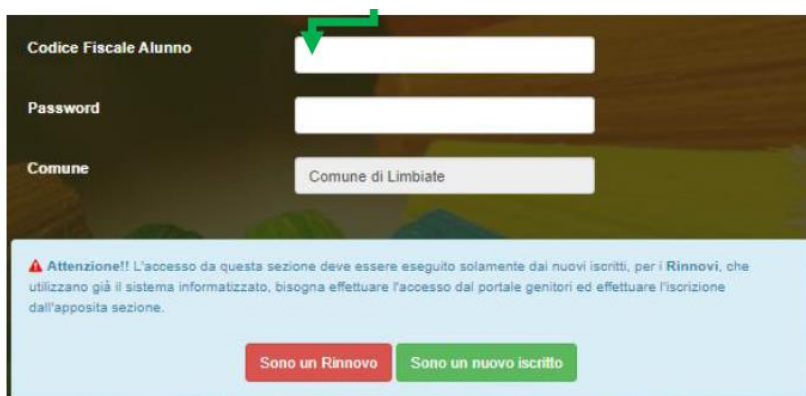 Codice Fiscale Alunno
Password
Comune
Comune di Limbiate
Attenzione!! L'accesso da questa sezione deve essere eseguito solamente dai nuovi iscritti, per i Rinnovi, che
utilizzano già il sistema informatizzato, bisogna effettuare l'accesso dal portale genitori ed effettuare l'iscrizione
dall'apposita sezione.
Sono un Rinnovo
Sono un nuovo iscritto